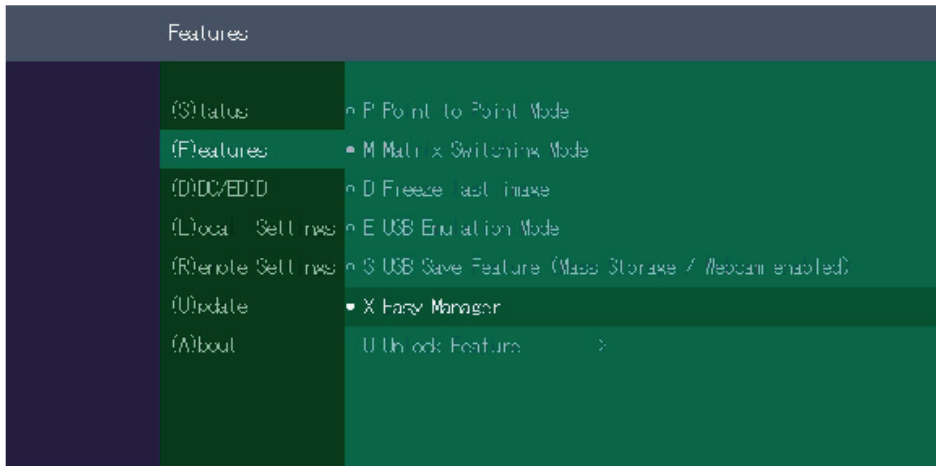 Features
(S)tatus
○ P Point to Point Mode
(F)eatures
● M Matrix Switching Mode
(D)DC/EDID
○ D Freeze last image
(L)ocal Settings
○ E USB Emulation Mode
(R)emote Settings
○ S USB Save Feature (Mass Storage / Webcam enabled)
(U)pdate
● X Easy Manager
(A)bout
U Unlock Feature >